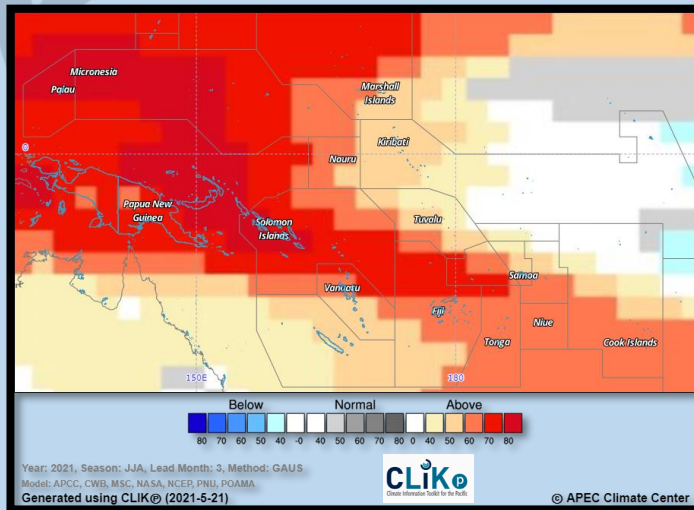 Micronesia
Palau
Marshall
Islands
0
Kiribati
Nauru
Papua New
Guinea
Solomon
Islands
Tuvalu
Samoa
Vanuatu
Fiji
Niue
Tonga
Cook Islands
150E
180
Below Normal Above
80 70 60 50 40 -0 40 50 60 70 80 0 40 50 60 70 80
Year: 2021, Season: JJA, Lead Month: 3, Method: GAUS
Model: APCC, CWB, MSC, NASA, NCEP, PNU, POAMA
Generated using CLIK℗ (2021-5-21)
CLiKp
Climate Information Toolkit for the Pacific
© APEC Climate Center